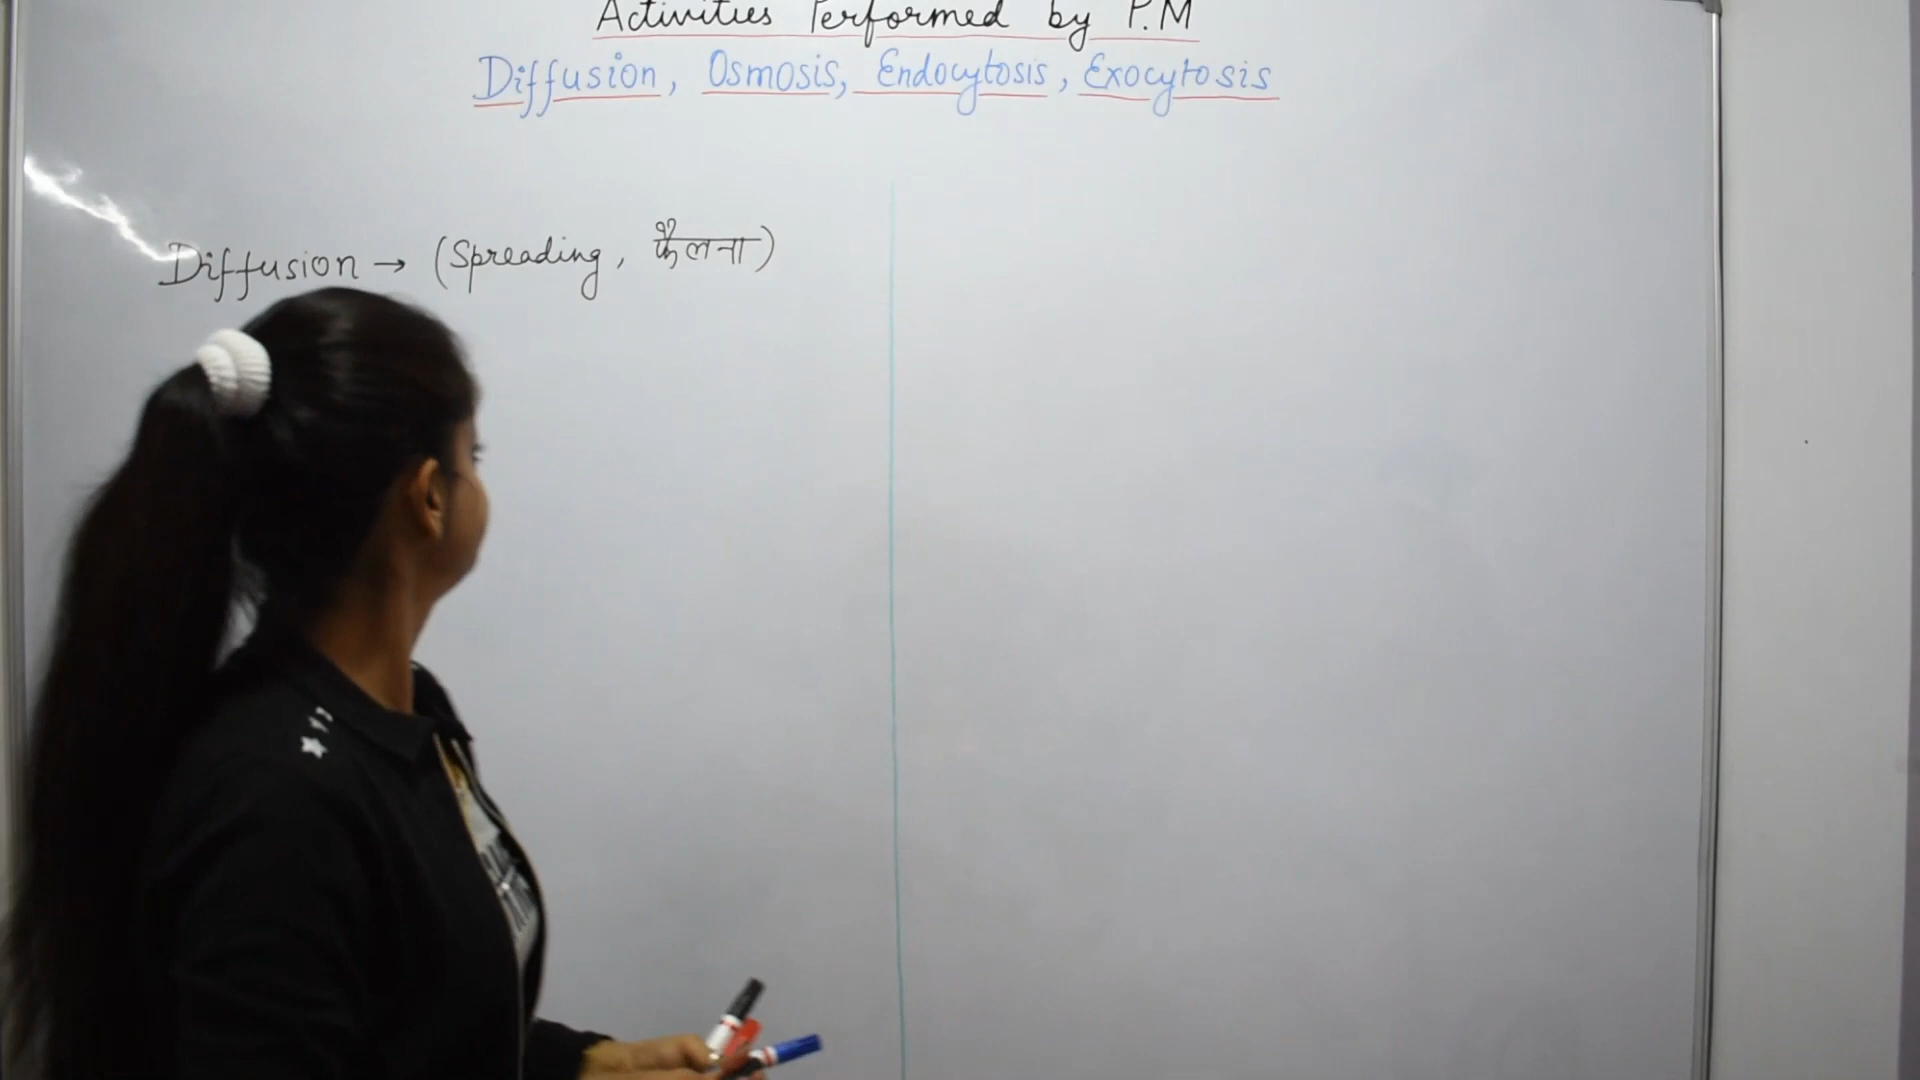 Activities Performed by P.M
Diffusion, Osmosis, Endocytosis, Exocytosis
Diffusion → (Spreading, फैलना)